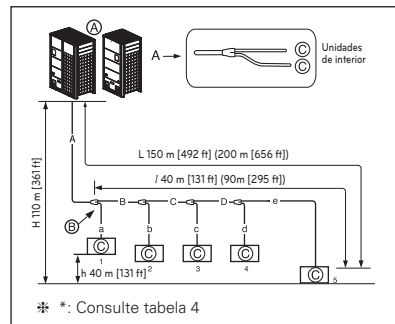 A
A
C
C
Unidades
de interior
A
L 150 m [492 ft] (200 m [656 ft])
l 40 m [131 ft] (90m [295 ft])
H 110 m [361 ft]
B C D e
B
a b c d
C C C C C
1 2 3 4 5
h 40 m [131 ft]
⁜ *: Consulte tabela 4